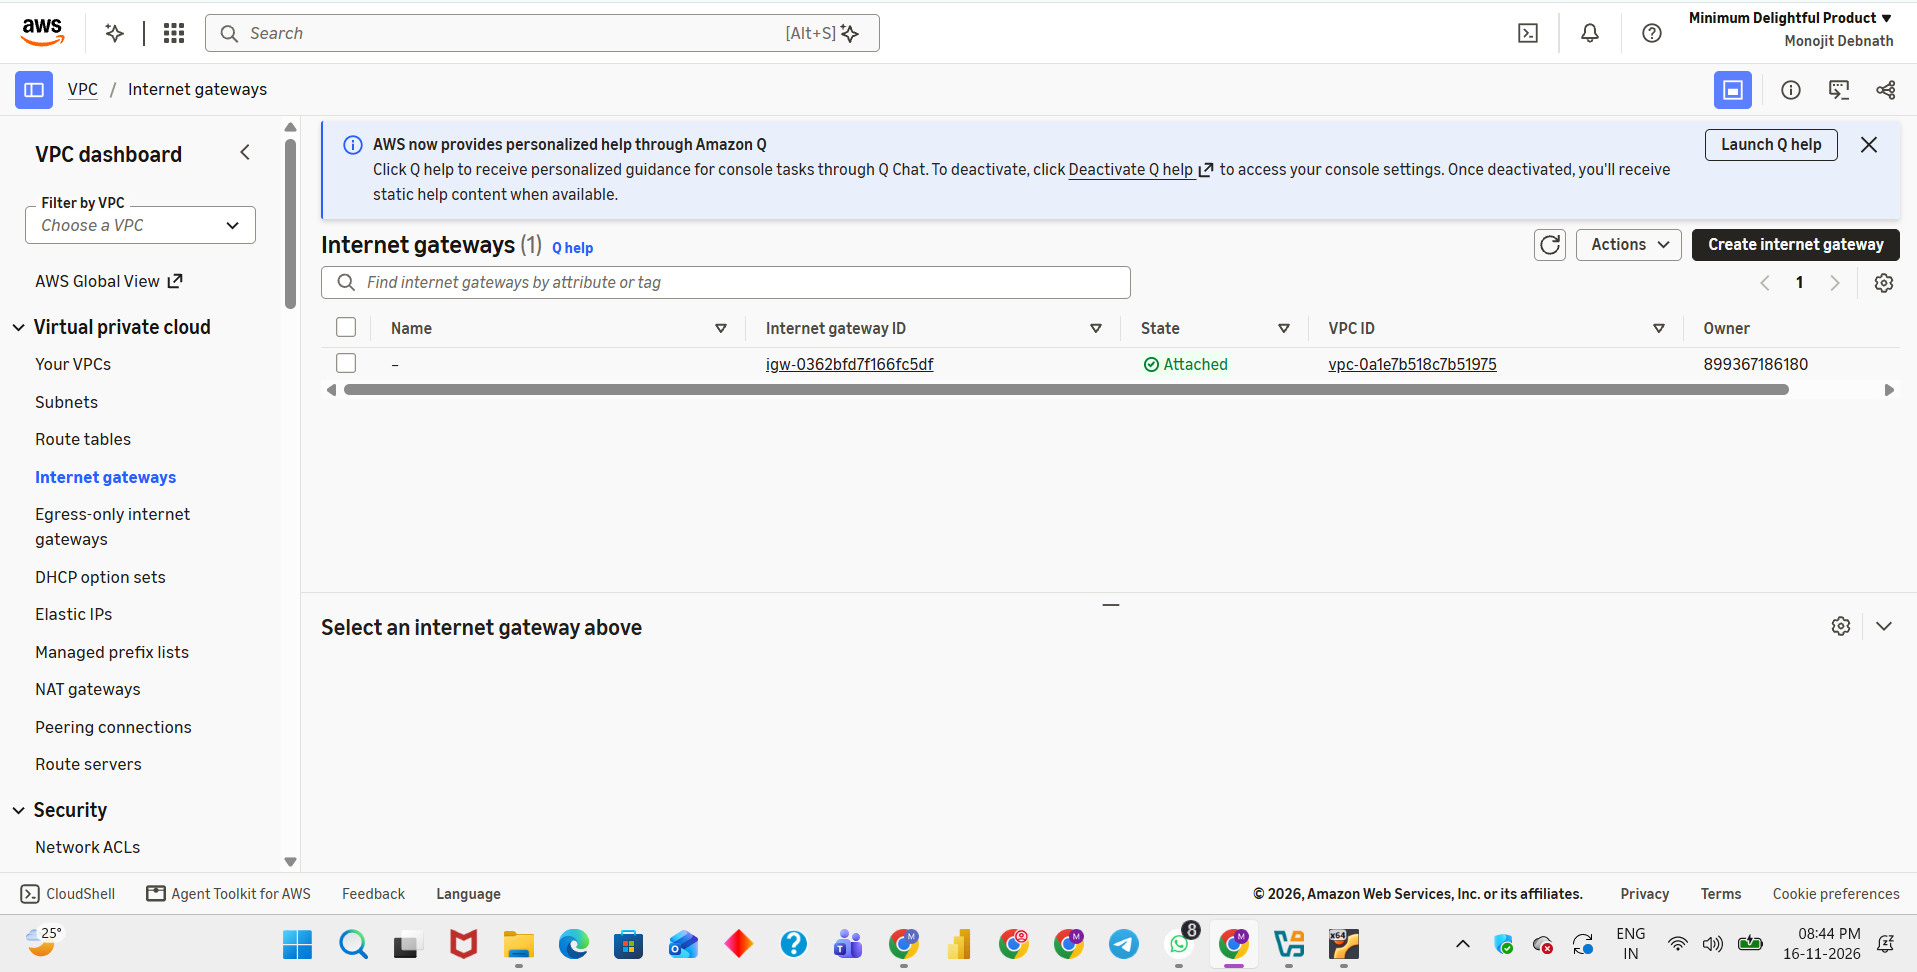 aws
Search
[Alt+S]
Minimum Delightful Product
Monojit Debnath
VPC / Internet gateways
VPC dashboard
Filter by VPC
Choose a VPC
AWS Global View
Virtual private cloud
Your VPCs
Subnets
Route tables
Internet gateways
Egress-only internet
gateways
DHCP option sets
Elastic IPs
Managed prefix lists
NAT gateways
Peering connections
Route servers
Security
Network ACLs
AWS now provides personalized help through Amazon Q
Click Q help to receive personalized guidance for console tasks through Q Chat. To deactivate, click Deactivate Q help to access your console settings. Once deactivated, you'll receive
static help content when available.
Launch Q help
Internet gateways (1) Q help
Actions
Create internet gateway
Find internet gateways by attribute or tag
1
Name Internet gateway ID State VPC ID Owner
– igw-0362bfd7f166fc5df Attached vpc-0a1e7b518c7b51975 899367186180
Select an internet gateway above
CloudShell Agent Toolkit for AWS Feedback Language © 2026, Amazon Web Services, Inc. or its affiliates. Privacy Terms Cookie preferences
25°
M
T
M
8
M
x64
ENG
IN
08:44 PM
16-11-2026